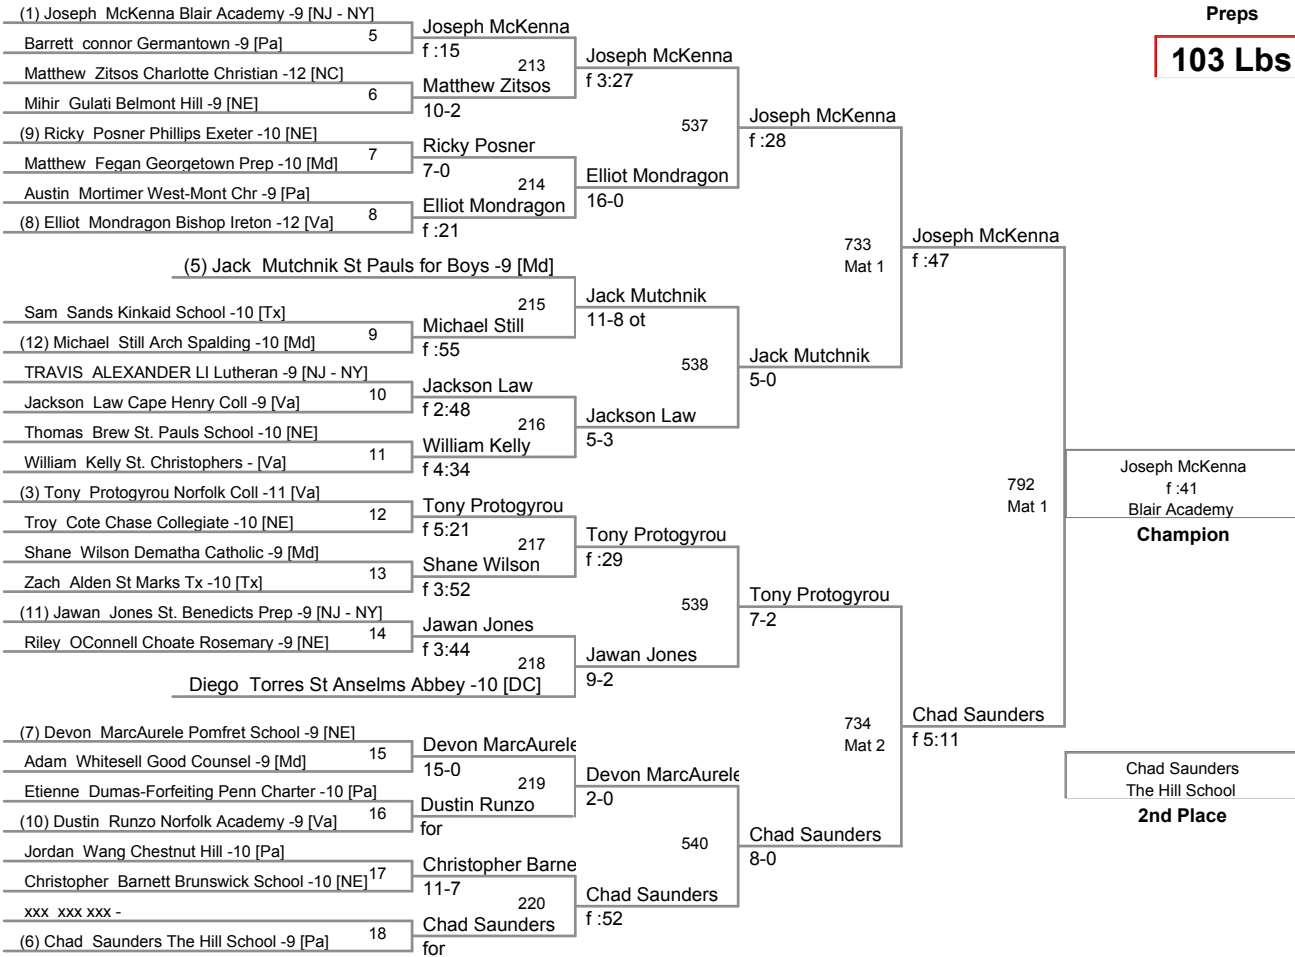 Preps
103 Lbs
(1) Joseph McKenna Blair Academy -9 [NJ - NY]
5
Barrett connor Germantown -9 [Pa]
Joseph McKenna
f :15
213
Matthew Zitsos Charlotte Christian -12 [NC]
6
Mihir Gulati Belmont Hill -9 [NE]
Matthew Zitsos
10-2
Joseph McKenna
f 3:27
537
(9) Ricky Posner Phillips Exeter -10 [NE]
7
Matthew Fegan Georgetown Prep -10 [Md]
Ricky Posner
7-0
214
Austin Mortimer West-Mont Chr -9 [Pa]
8
(8) Elliot Mondragon Bishop Ireton -12 [Va]
Elliot Mondragon
f :21
Elliot Mondragon
16-0
Joseph McKenna
f :28
733
Mat 1
(5) Jack Mutchnik St Pauls for Boys -9 [Md]
215
Sam Sands Kinkaid School -10 [Tx]
9
(12) Michael Still Arch Spalding -10 [Md]
Michael Still
f :55
Jack Mutchnik
11-8 ot
538
TRAVIS ALEXANDER LI Lutheran -9 [NJ - NY]
10
Jackson Law Cape Henry Coll -9 [Va]
Jackson Law
f 2:48
216
Thomas Brew St. Pauls School -10 [NE]
11
William Kelly St. Christophers - [Va]
William Kelly
f 4:34
Jackson Law
5-3
Jack Mutchnik
5-0
Joseph McKenna
f :47
792
Mat 1
(3) Tony Protogyrou Norfolk Coll -11 [Va]
12
Troy Cote Chase Collegiate -10 [NE]
Tony Protogyrou
f 5:21
217
Shane Wilson Dematha Catholic -9 [Md]
13
Zach Alden St Marks Tx -10 [Tx]
Shane Wilson
f 3:52
Tony Protogyrou
f :29
539
(11) Jawan Jones St. Benedicts Prep -9 [NJ - NY]
14
Riley OConnell Choate Rosemary -9 [NE]
Jawan Jones
f 3:44
218
Diego Torres St Anselms Abbey -10 [DC]
Jawan Jones
9-2
Tony Protogyrou
7-2
734
Mat 2
(7) Devon MarcAurele Pomfret School -9 [NE]
15
Adam Whitesell Good Counsel -9 [Md]
Devon MarcAurele
15-0
219
Etienne Dumas-Forfeiting Penn Charter -10 [Pa]
16
(10) Dustin Runzo Norfolk Academy -9 [Va]
Dustin Runzo
for
Devon MarcAurele
2-0
540
Jordan Wang Chestnut Hill -10 [Pa]
17
Christopher Barnett Brunswick School -10 [NE]
Christopher Barne
11-7
220
xxx xxx xxx -
18
(6) Chad Saunders The Hill School -9 [Pa]
Chad Saunders
for
Chad Saunders
f :52
Chad Saunders
8-0
Chad Saunders
f 5:11
Joseph McKenna
f :41
Blair Academy
Champion
Chad Saunders
The Hill School
2nd Place